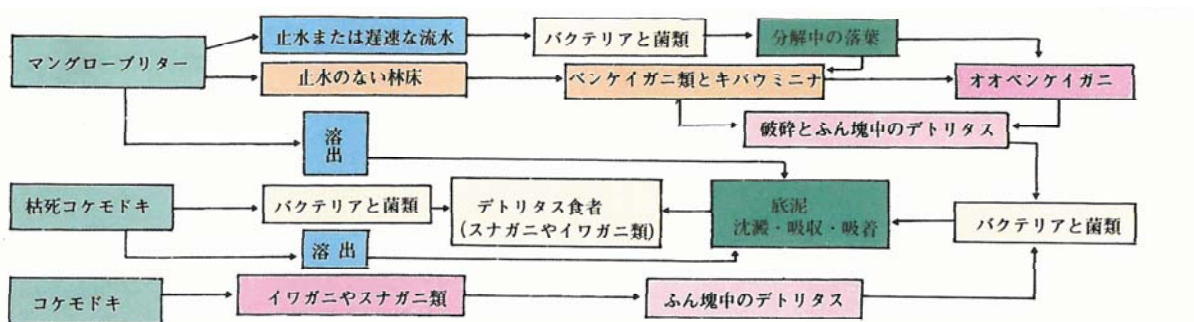 止水または遅速な流水
バクテリアと菌類
分解中の落葉
マングローブリター
止水のない林床
ベンケイガニ類とキバウミニナ
オオベンケイガニ
破砕とふん塊中のデトリタス
溶
出
枯死コケモドキ
バクテリアと菌類
デトリタス食者
(スナガニやイワガニ類)
底泥
沈澱・吸収・吸着
バクテリアと菌類
溶出
コケモドキ
イワガニやスナガニ類
ふん塊中のデトリタス